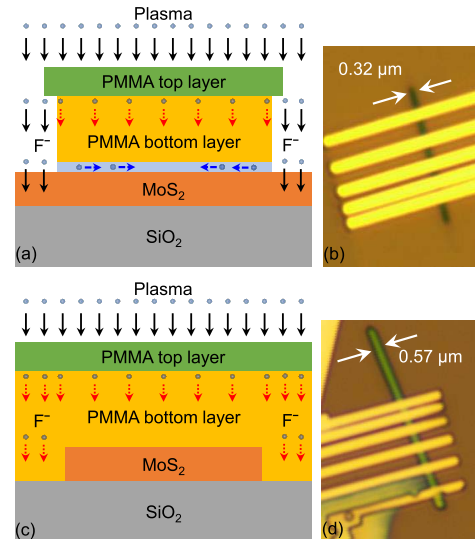 Plasma
PMMA top layer
F⁻ F⁻
PMMA bottom layer
MoS₂
SiO₂
(a)
0.32 µm
(b)
Plasma
PMMA top layer
F⁻ F⁻
PMMA bottom layer
MoS₂
SiO₂
(c)
0.57 µm
(d)